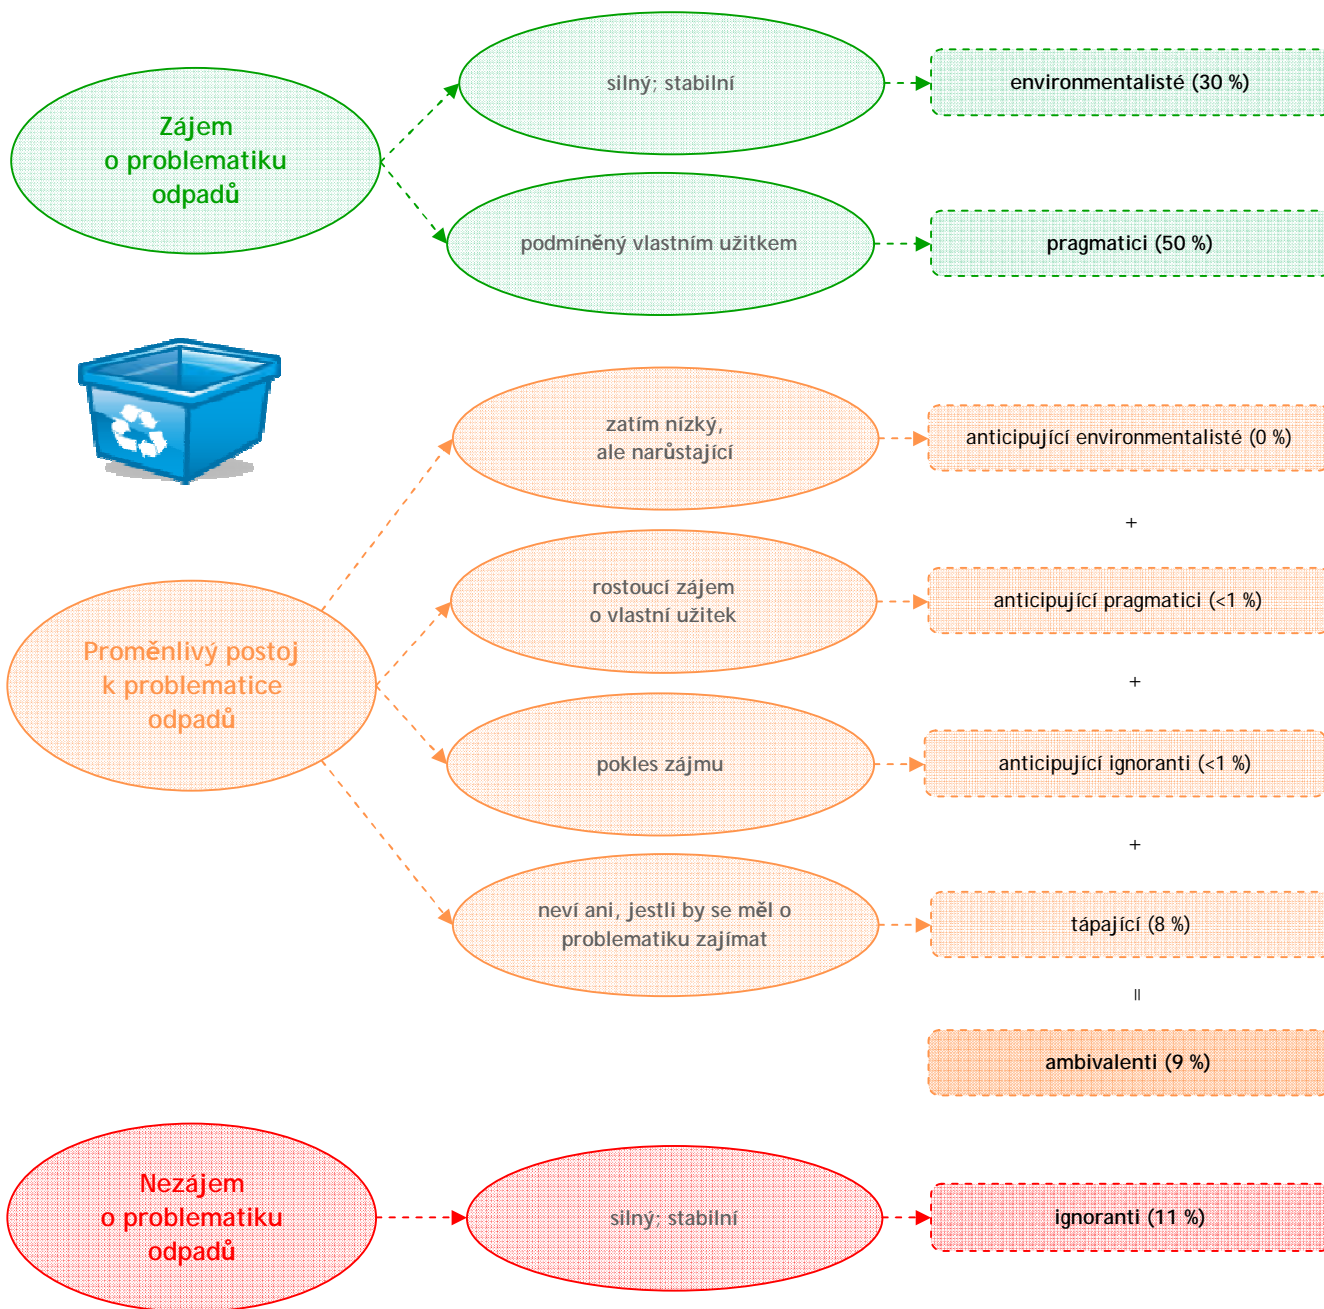 Zájem
o problematiku
odpadů
silný; stabilní
environmentalisté (30 %)
podmíněný vlastním užitkem
pragmatici (50 %)
Proměnlivý postoj
k problematice
odpadů
zatím nízký,
ale narůstající
anticipující environmentalisté (0 %)
+
rostoucí zájem
o vlastní užitek
anticipující pragmatici (<1 %)
+
pokles zájmu
anticipující ignoranti (<1 %)
+
neví ani, jestli by se měl o
problematiku zajímat
tápající (8 %)
=
ambivalenti (9 %)
Nezájem
o problematiku
odpadů
silný; stabilní
ignoranti (11 %)